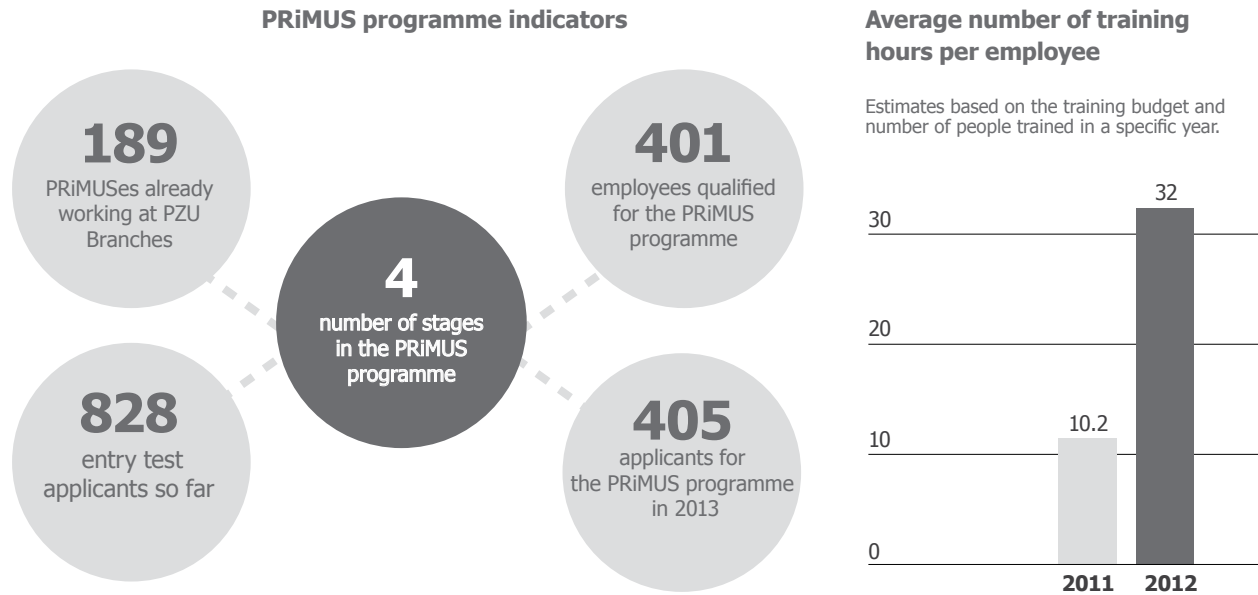 PRiMUS programme indicators
189
PRiMUSes already
working at PZU
Branches
401
employees qualified
for the PRiMUS
programme
4
number of stages
in the PRiMUS
programme
828
entry test
applicants so far
405
applicants for
the PRiMUS programme
in 2013
Average number of training
hours per employee
Estimates based on the training budget and
number of people trained in a specific year.
32
30
20
10.2
10
0
2011 2012